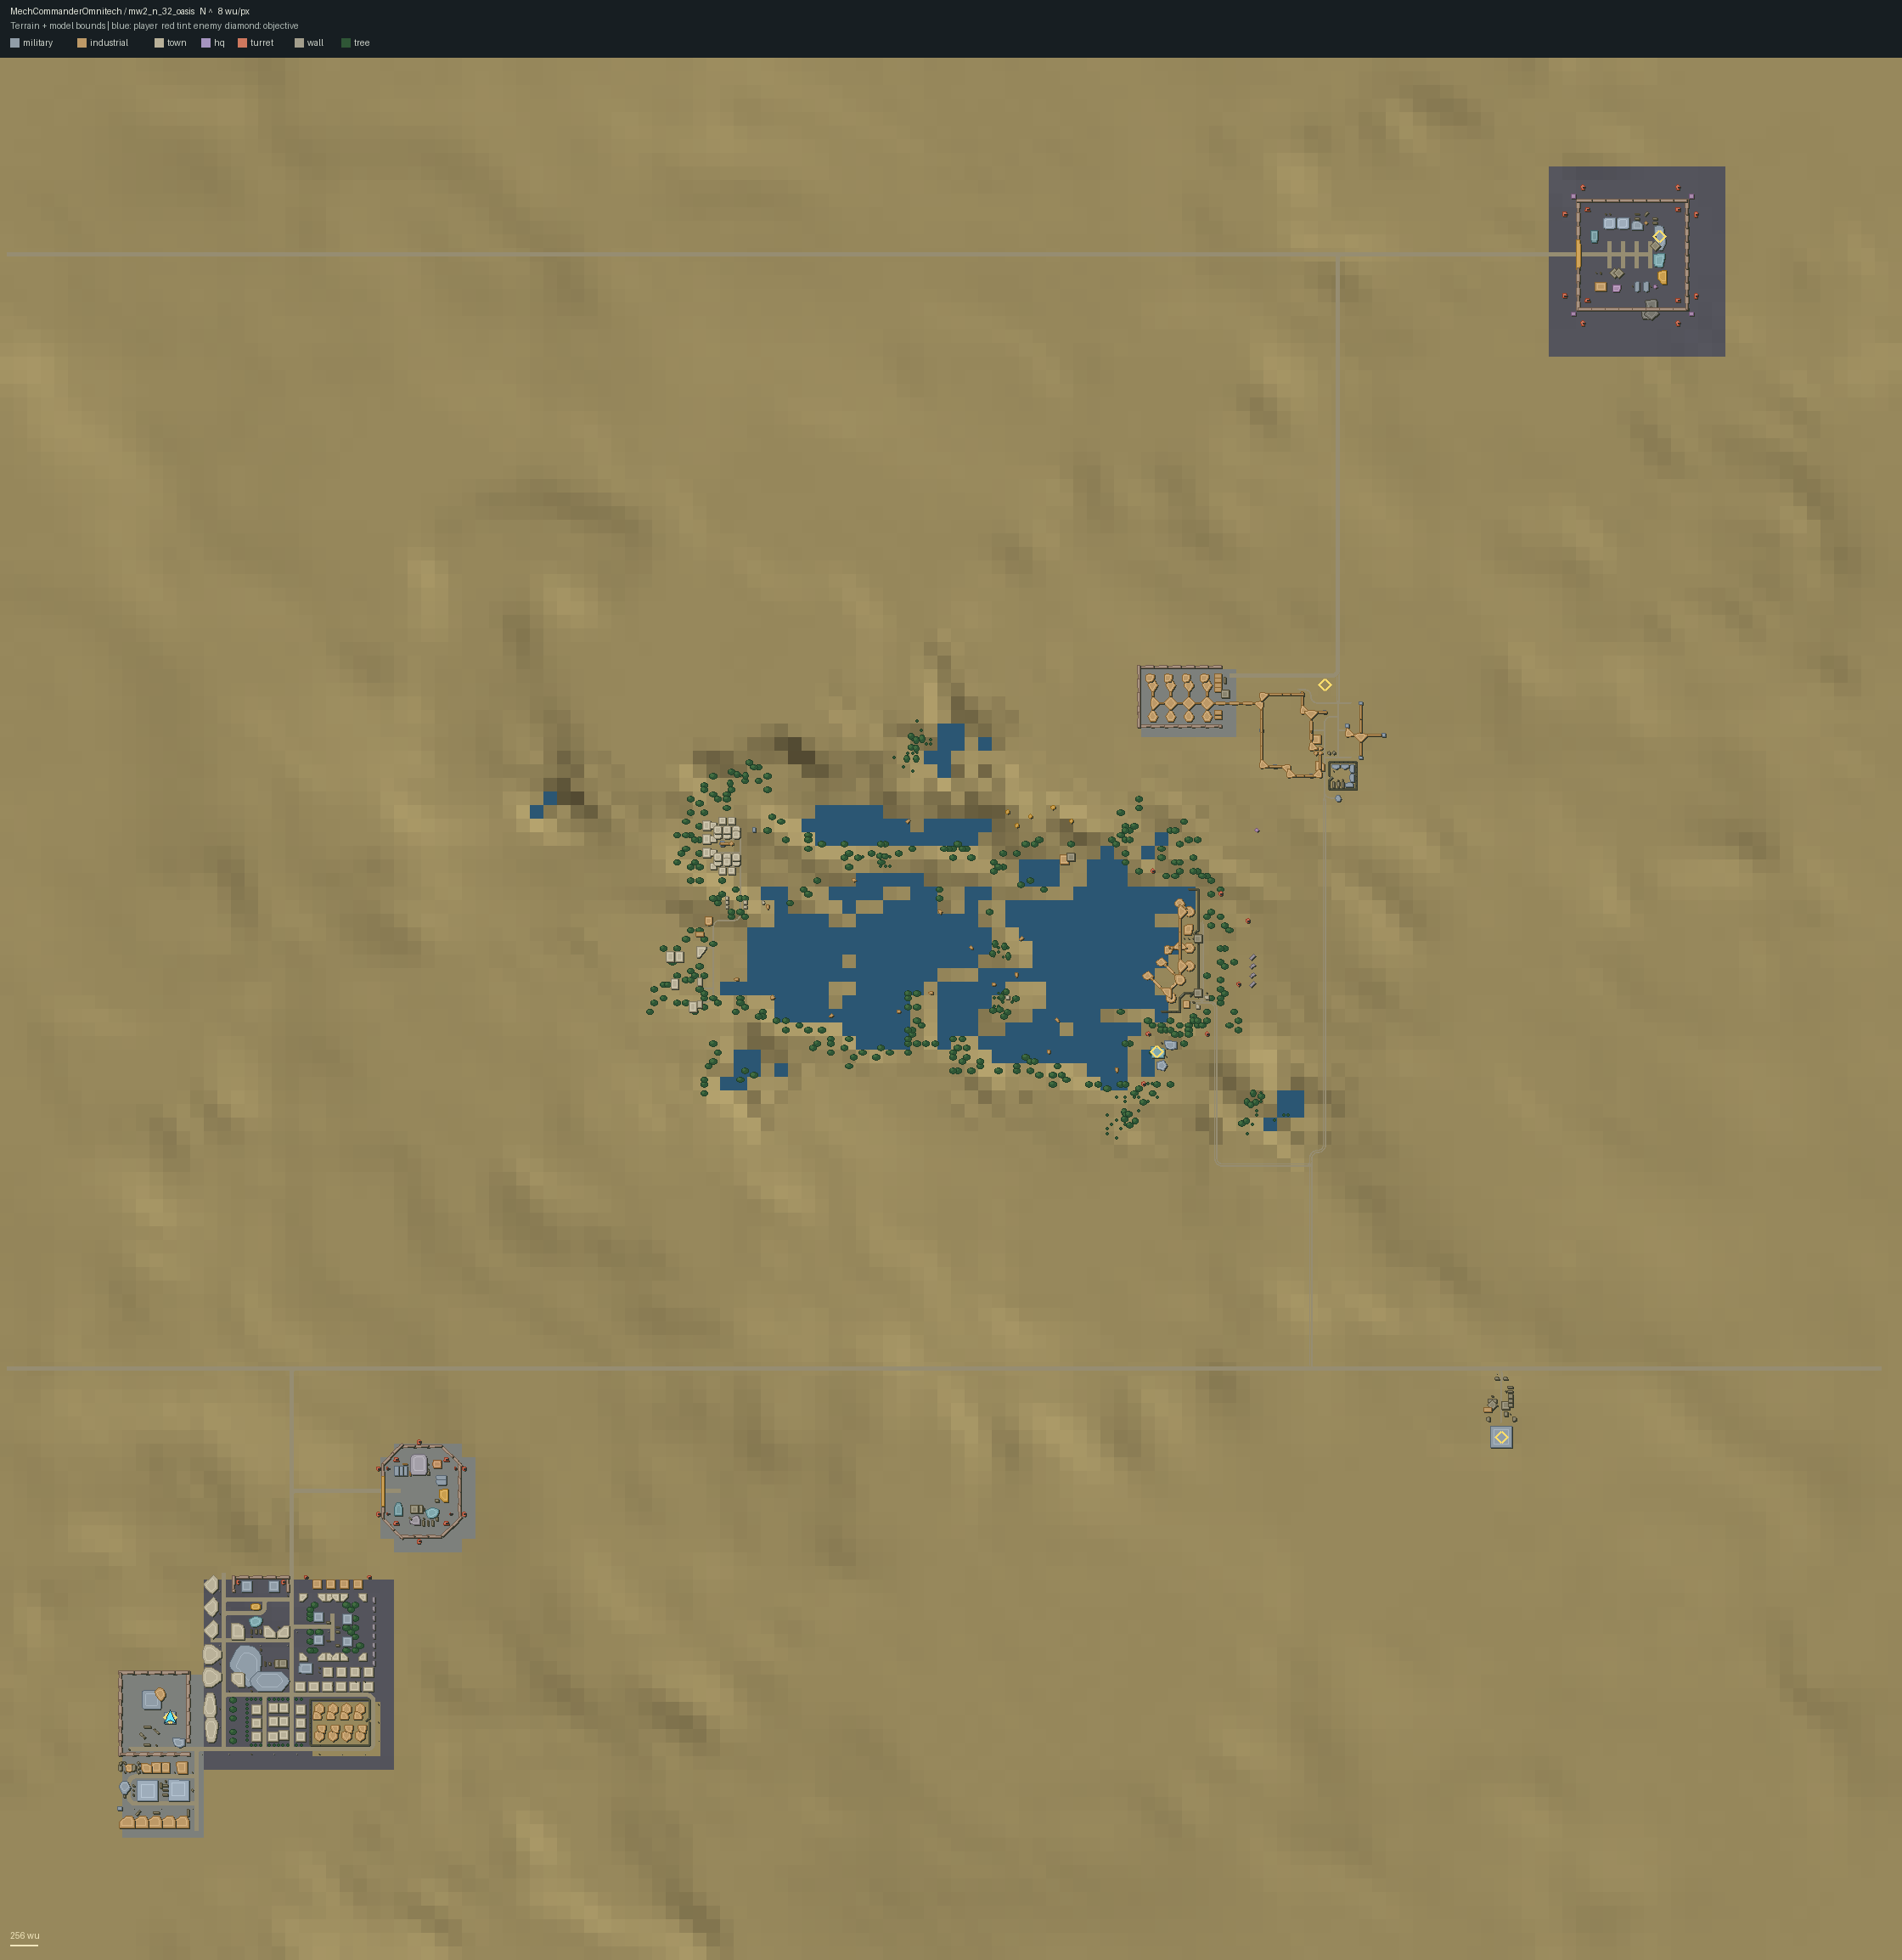 MechCommanderOmnitech / mw2_n_32_oasis N ^ 8 wu/px
Terrain + model bounds | blue: player red tint: enemy diamond: objective
military industrial town hq turret wall tree
256 wu